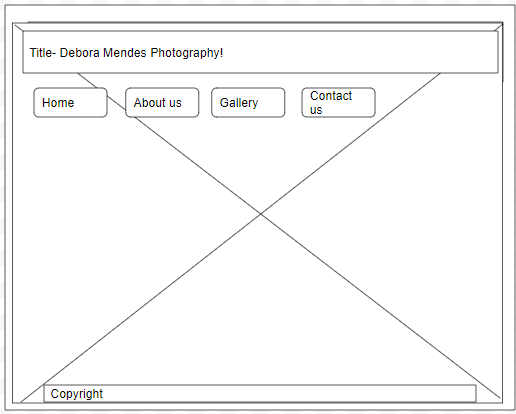 Title- Debora Mendes Photography!
Home
About us
Gallery
Contact
us
Copyright